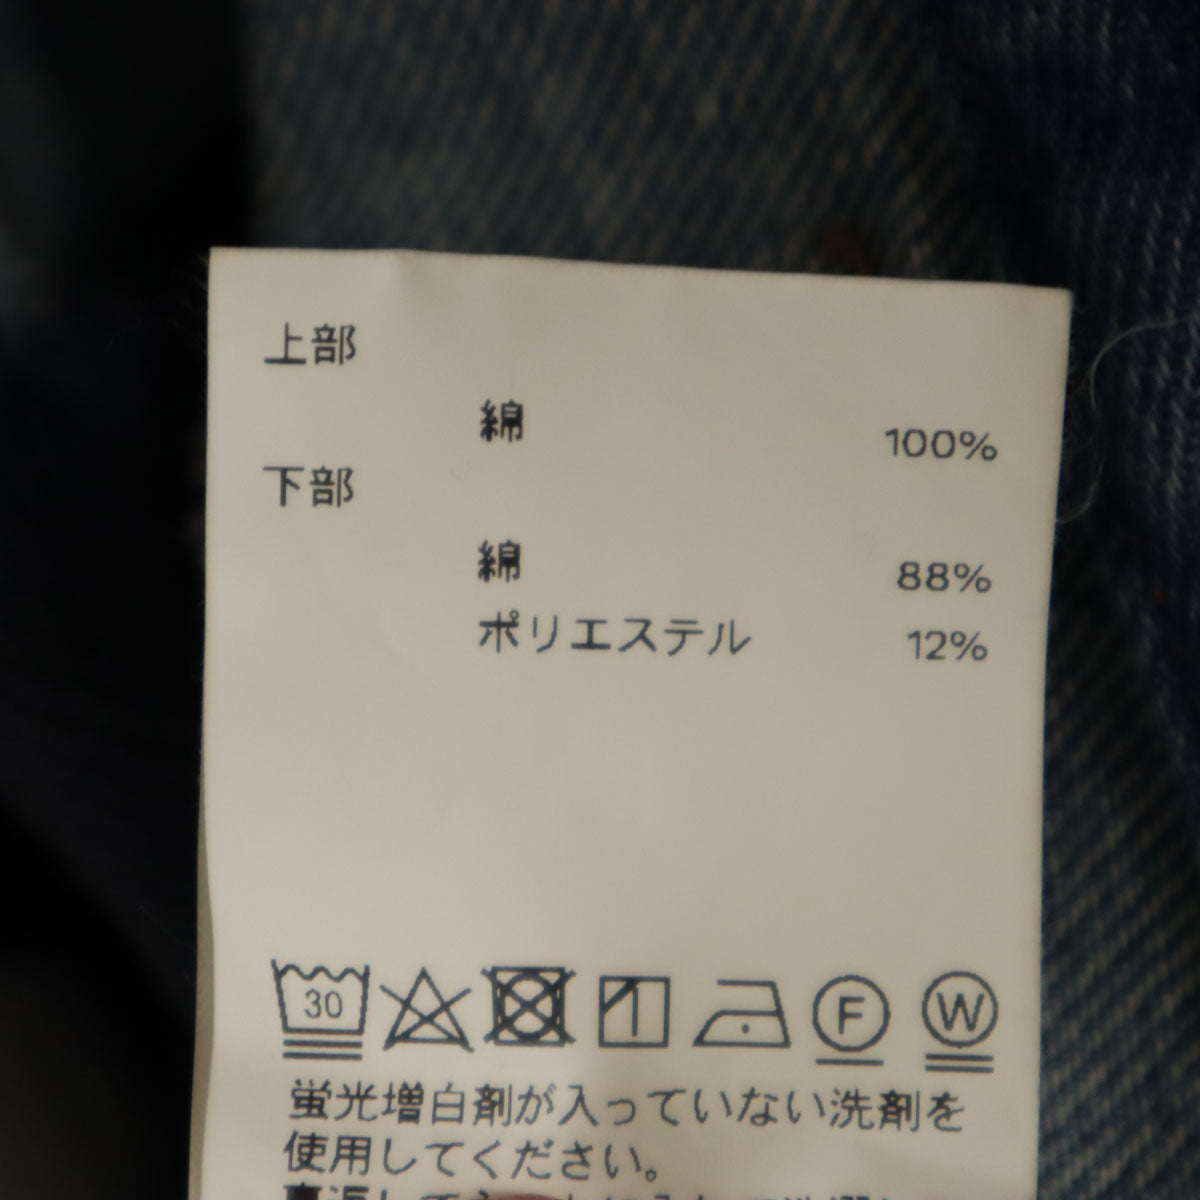 上部
綿 100%
下部
綿 88%
ポリエステル 12%
30 F W
蛍光増白剤が入っていない洗剤を
使用してください。